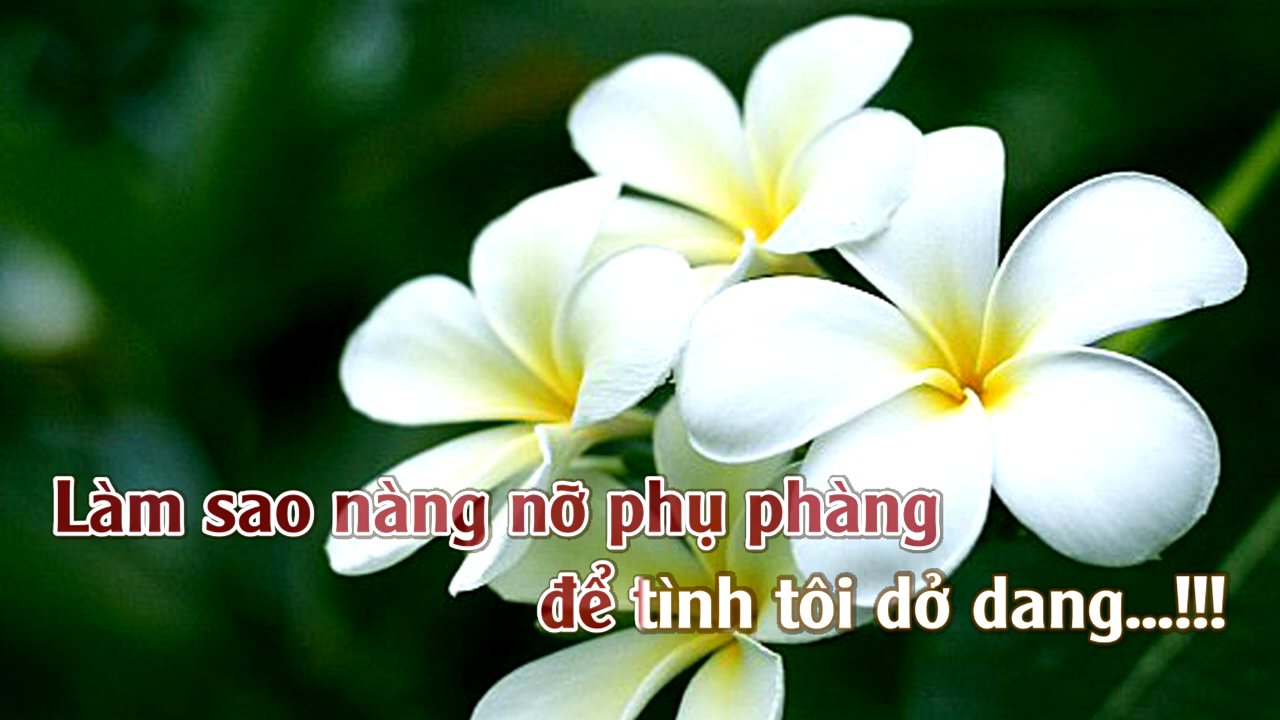 Làm sao nàng nỡ phụ phàng
để tình tôi dở dang...!!!